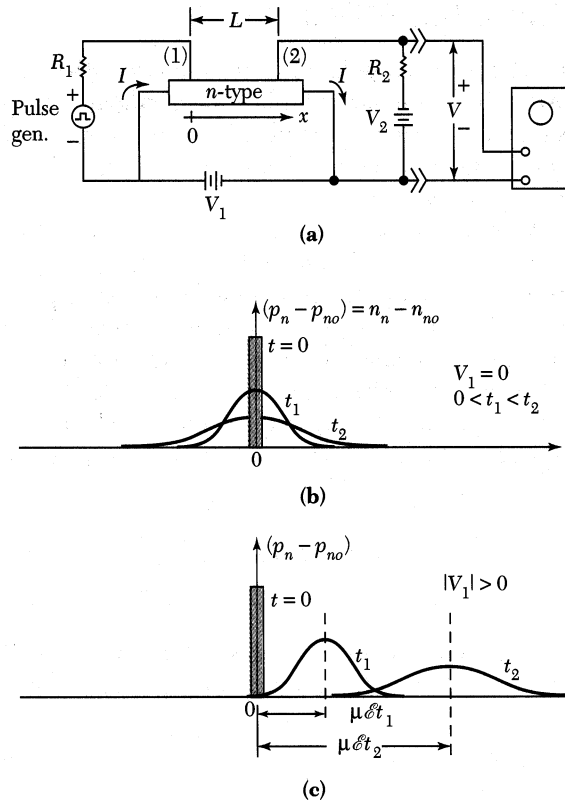 L
(1) (2)
R₁ I I R₂
+ n-type +
Pulse gen. x V₂ V
− 0 −
V₁
(a)
(pₙ − pₙₒ) = nₙ − nₙₒ
t = 0
V₁ = 0
t₁ 0 < t₁ < t₂
t₂
0
(b)
(pₙ − pₙₒ)
t = 0 |V₁| > 0
t₁ t₂
0 μℰt₁
μℰt₂
(c)